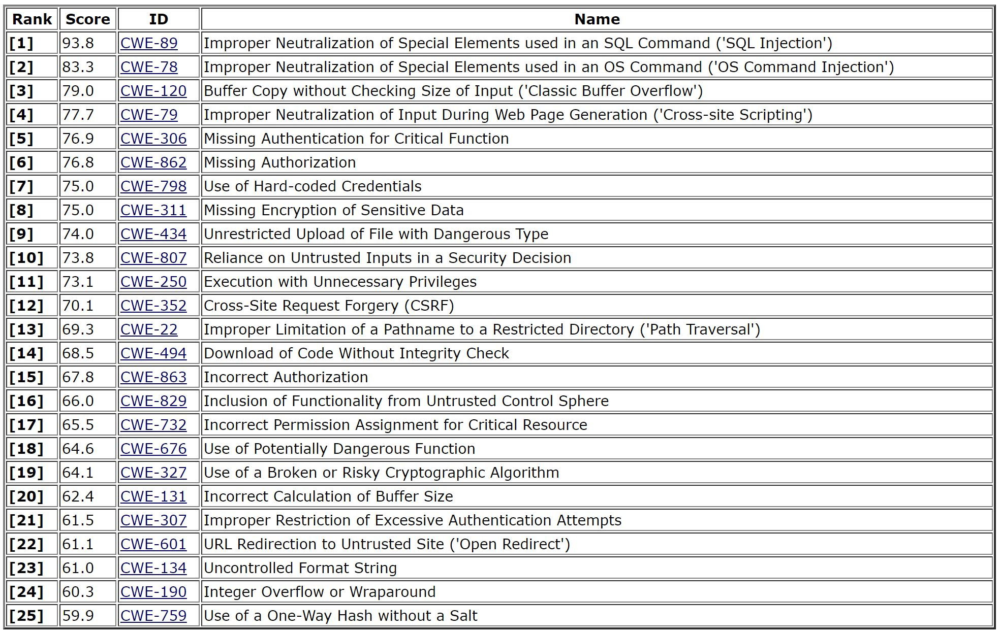 Rank Score ID Name
[1] 93.8 CWE-89 Improper Neutralization of Special Elements used in an SQL Command ('SQL Injection')
[2] 83.3 CWE-78 Improper Neutralization of Special Elements used in an OS Command ('OS Command Injection')
[3] 79.0 CWE-120 Buffer Copy without Checking Size of Input ('Classic Buffer Overflow')
[4] 77.7 CWE-79 Improper Neutralization of Input During Web Page Generation ('Cross-site Scripting')
[5] 76.9 CWE-306 Missing Authentication for Critical Function
[6] 76.8 CWE-862 Missing Authorization
[7] 75.0 CWE-798 Use of Hard-coded Credentials
[8] 75.0 CWE-311 Missing Encryption of Sensitive Data
[9] 74.0 CWE-434 Unrestricted Upload of File with Dangerous Type
[10] 73.8 CWE-807 Reliance on Untrusted Inputs in a Security Decision
[11] 73.1 CWE-250 Execution with Unnecessary Privileges
[12] 70.1 CWE-352 Cross-Site Request Forgery (CSRF)
[13] 69.3 CWE-22 Improper Limitation of a Pathname to a Restricted Directory ('Path Traversal')
[14] 68.5 CWE-494 Download of Code Without Integrity Check
[15] 67.8 CWE-863 Incorrect Authorization
[16] 66.0 CWE-829 Inclusion of Functionality from Untrusted Control Sphere
[17] 65.5 CWE-732 Incorrect Permission Assignment for Critical Resource
[18] 64.6 CWE-676 Use of Potentially Dangerous Function
[19] 64.1 CWE-327 Use of a Broken or Risky Cryptographic Algorithm
[20] 62.4 CWE-131 Incorrect Calculation of Buffer Size
[21] 61.5 CWE-307 Improper Restriction of Excessive Authentication Attempts
[22] 61.1 CWE-601 URL Redirection to Untrusted Site ('Open Redirect')
[23] 61.0 CWE-134 Uncontrolled Format String
[24] 60.3 CWE-190 Integer Overflow or Wraparound
[25] 59.9 CWE-759 Use of a One-Way Hash without a Salt